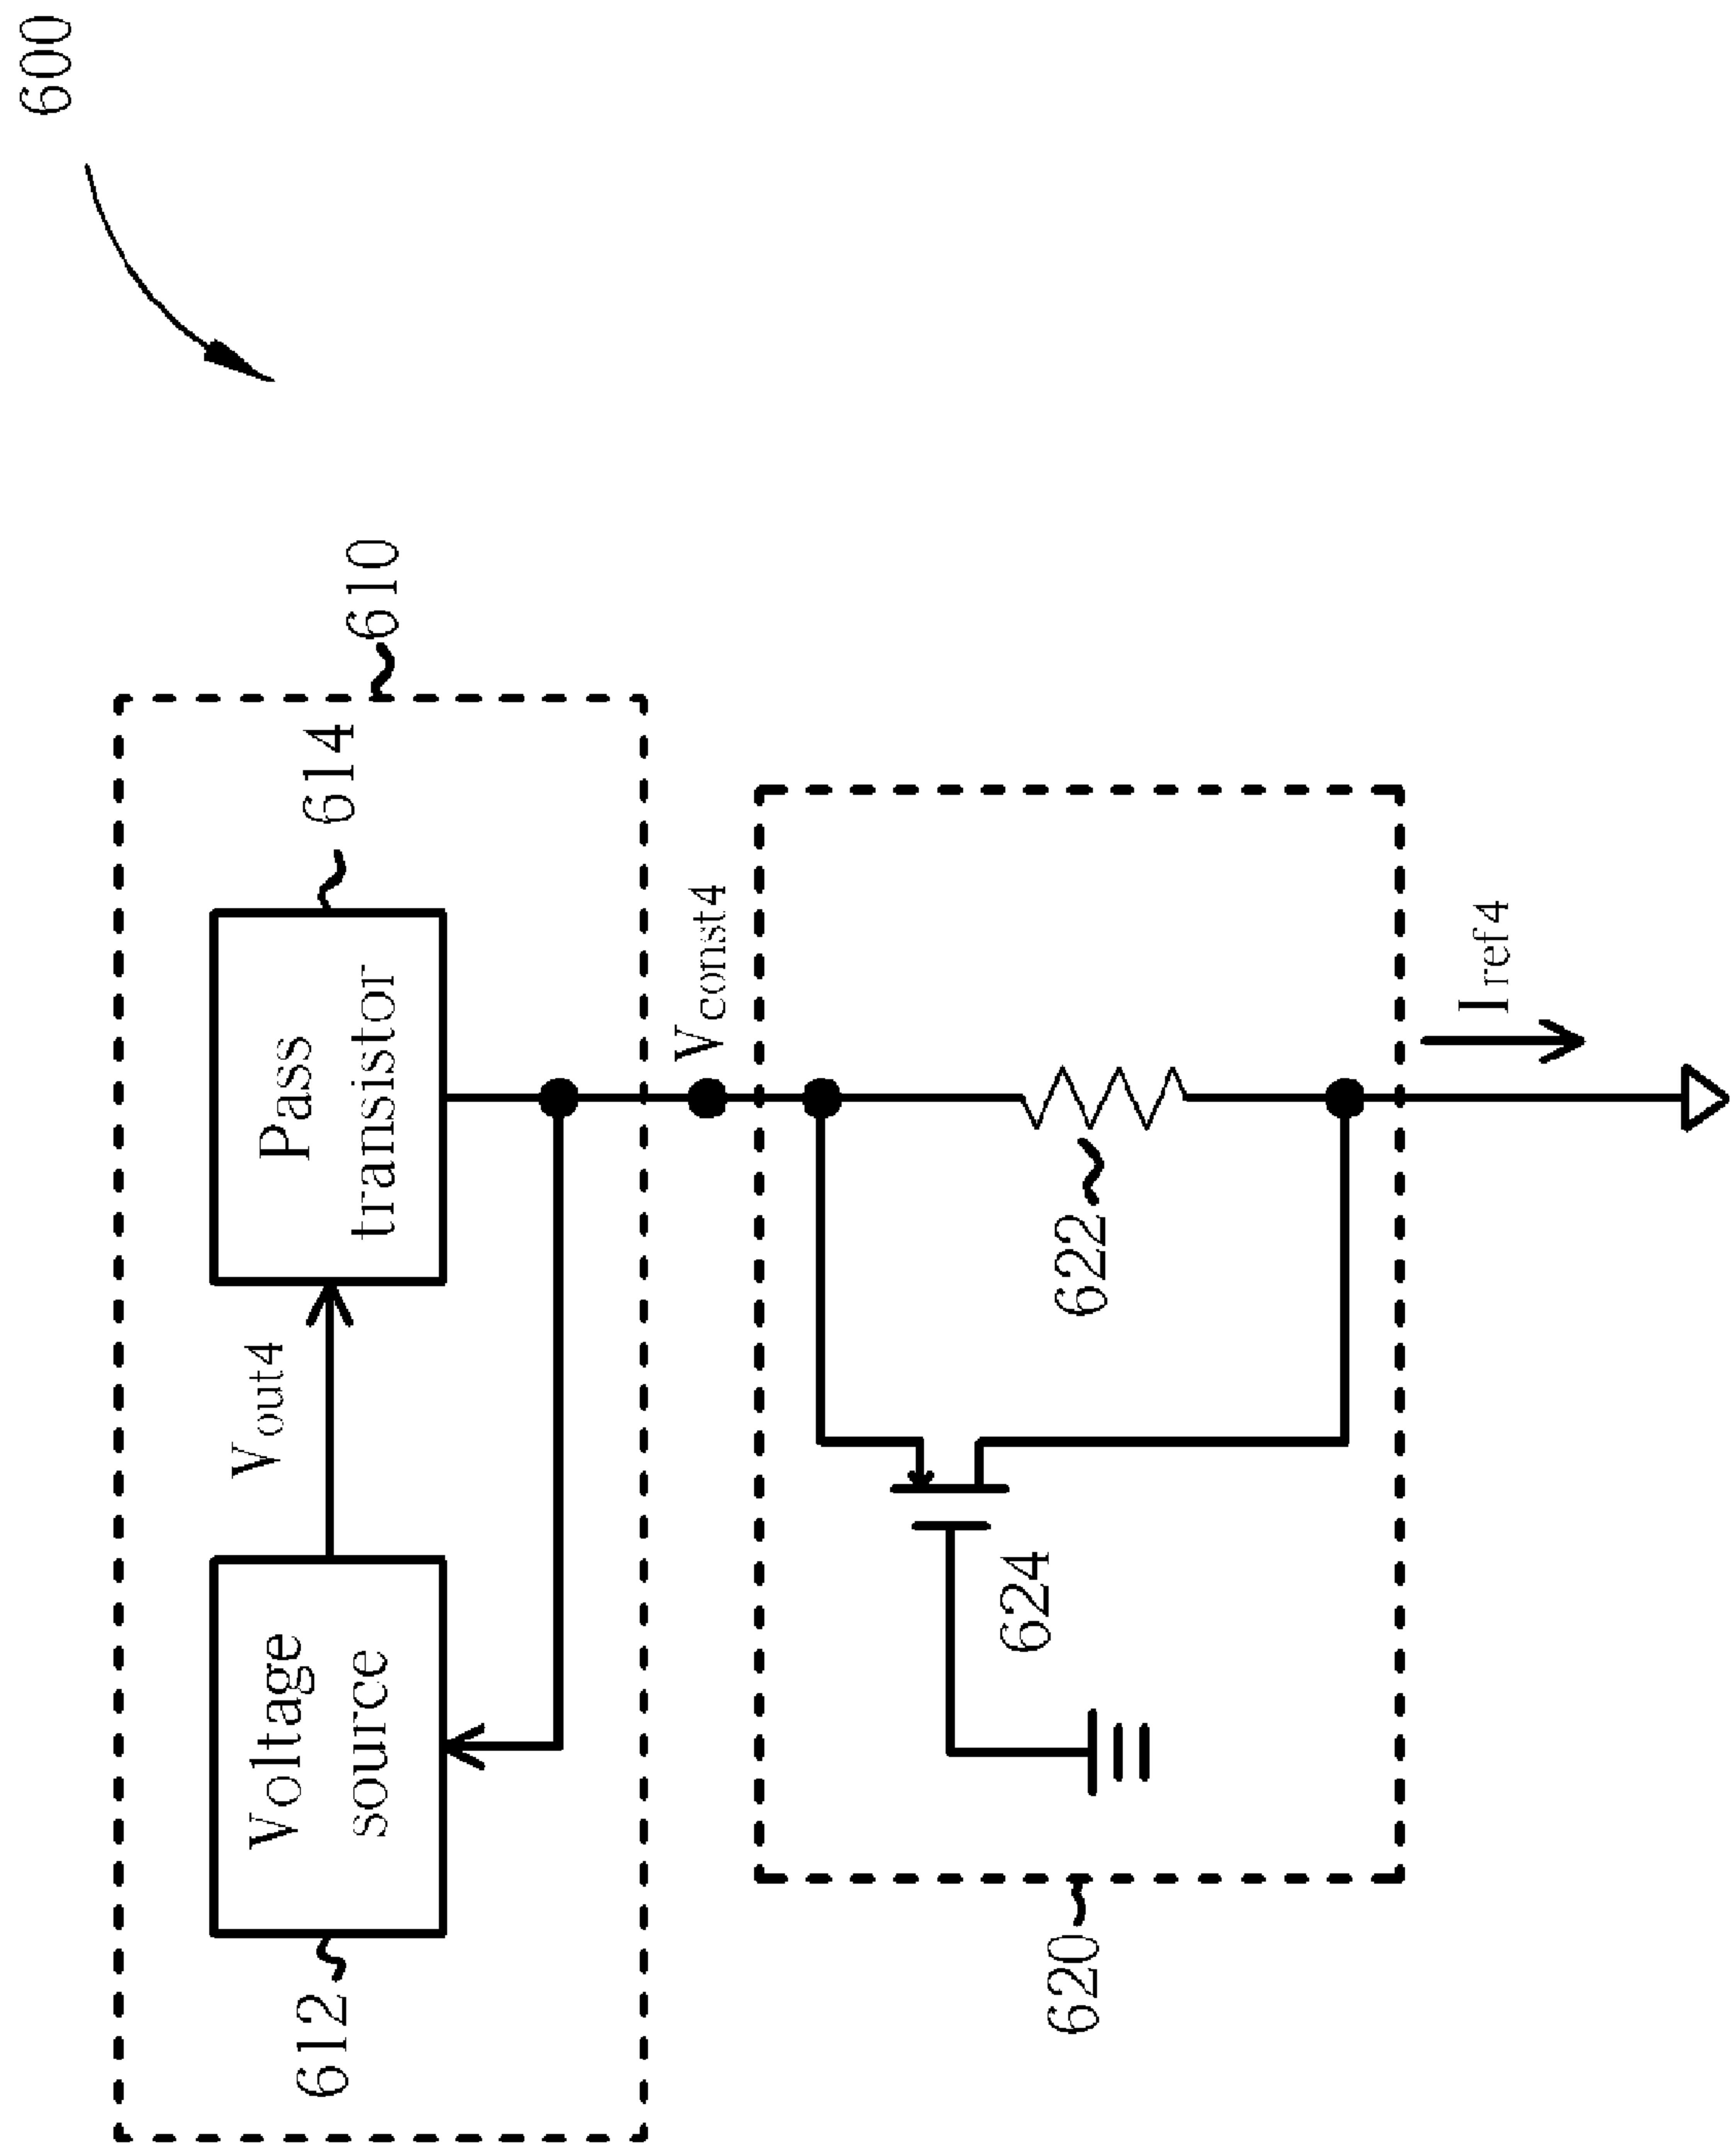 600
610
614
Pass
transistor
Vout4
Voltage
source
612
Vconst4
622
624
620
Iref4